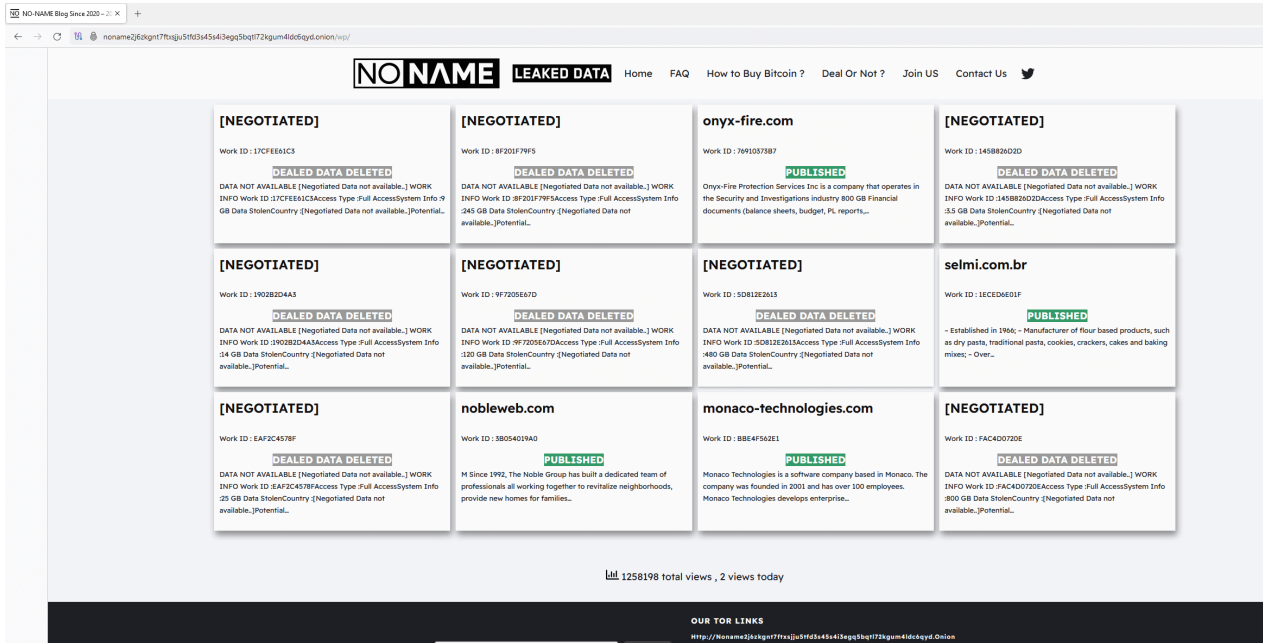 NO NO-NAME Blog Since 2020 – 20
noname2j6zkgnt7ftxsjju5tfd3s45s4i3egq5bqtl72kgum4ldc6qyd.onion/wp/
NO NAME LEAKED DATA Home FAQ How to Buy Bitcoin ? Deal Or Not ? Join US Contact Us
[NEGOTIATED]
Work ID : 17CFEE61C3
DEALED DATA DELETED
DATA NOT AVAILABLE [Negotiated Data not available..] WORK
INFO Work ID :17CFEE61C3Access Type :Full AccessSystem Info :9
GB Data StolenCountry :[Negotiated Data not available..]Potential...
[NEGOTIATED]
Work ID : 8F201F79F5
DEALED DATA DELETED
DATA NOT AVAILABLE [Negotiated Data not available..] WORK
INFO Work ID :8F201F79F5Access Type :Full AccessSystem Info
:245 GB Data StolenCountry :[Negotiated Data not
available..]Potential...
onyx-fire.com
Work ID : 76910373B7
PUBLISHED
Onyx-Fire Protection Services Inc is a company that operates in
the Security and Investigations industry 800 GB Financial
documents (balance sheets, budget, PL reports,...
[NEGOTIATED]
Work ID : 145B826D2D
DEALED DATA DELETED
DATA NOT AVAILABLE [Negotiated Data not available..] WORK
INFO Work ID :145B826D2DAccess Type :Full AccessSystem Info
:3.5 GB Data StolenCountry :[Negotiated Data not
available..]Potential...
[NEGOTIATED]
Work ID : 1902B2D4A3
DEALED DATA DELETED
DATA NOT AVAILABLE [Negotiated Data not available..] WORK
INFO Work ID :1902B2D4A3Access Type :Full AccessSystem Info
:14 GB Data StolenCountry :[Negotiated Data not
available..]Potential...
[NEGOTIATED]
Work ID : 9F7205E67D
DEALED DATA DELETED
DATA NOT AVAILABLE [Negotiated Data not available..] WORK
INFO Work ID :9F7205E67DAccess Type :Full AccessSystem Info
:120 GB Data StolenCountry :[Negotiated Data not
available..]Potential...
[NEGOTIATED]
Work ID : 5D812E2613
DEALED DATA DELETED
DATA NOT AVAILABLE [Negotiated Data not available..] WORK
INFO Work ID :5D812E2613Access Type :Full AccessSystem Info
:480 GB Data StolenCountry :[Negotiated Data not
available..]Potential...
selmi.com.br
Work ID : 1ECED6E01F
PUBLISHED
– Established in 1966; – Manufacturer of flour based products, such
as dry pasta, traditional pasta, cookies, crackers, cakes and baking
mixes; – Over...
[NEGOTIATED]
Work ID : EAF2C4578F
DEALED DATA DELETED
DATA NOT AVAILABLE [Negotiated Data not available..] WORK
INFO Work ID :EAF2C4578FAccess Type :Full AccessSystem Info
:25 GB Data StolenCountry :[Negotiated Data not
available..]Potential...
nobleweb.com
Work ID : 3B054019A0
PUBLISHED
M Since 1992, The Noble Group has built a dedicated team of
professionals all working together to revitalize neighborhoods,
provide new homes for families...
monaco-technologies.com
Work ID : BBE4F562E1
PUBLISHED
Monaco Technologies is a software company based in Monaco. The
company was founded in 2001 and has over 100 employees.
Monaco Technologies develops enterprise...
[NEGOTIATED]
Work ID : FAC4D0720E
DEALED DATA DELETED
DATA NOT AVAILABLE [Negotiated Data not available..] WORK
INFO Work ID :FAC4D0720EAccess Type :Full AccessSystem Info
:800 GB Data StolenCountry :[Negotiated Data not
available..]Potential...
1258198 total views , 2 views today
OUR TOR LINKS
Http://Noname2j6zkgnt7ftxsjju5tfd3s45s4i3egq5bqtl72kgum4ldc6qyd.Onion